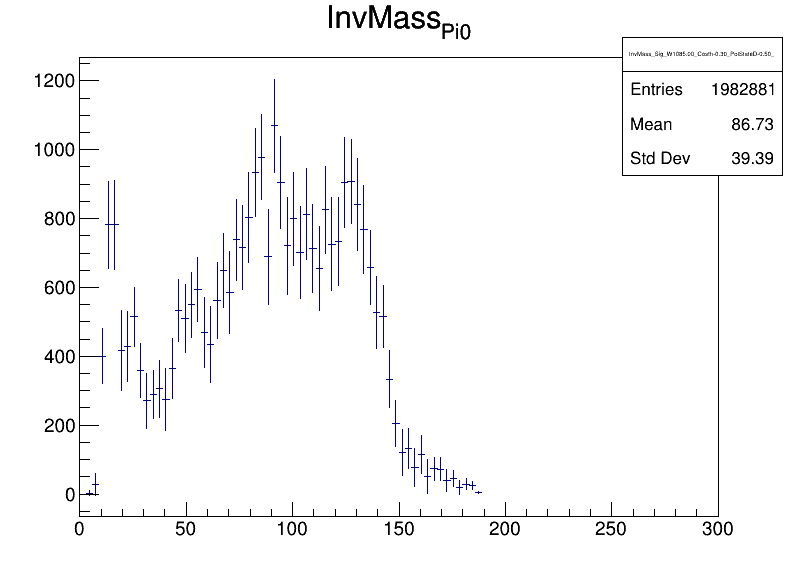 InvMassPi0
InvMass_Sig_W1085.00_Costh-0.30_PolStateD-0.50_
Entries 1982881
Mean 86.73
Std Dev 39.39
1200
1000
800
600
400
200
0
0 50 100 150 200 250 300